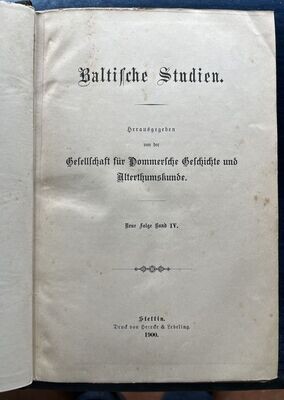 Baltiſche Studien.
Herausgegeben
von der
Geſellſchaft für Pommerſche Geſchichte und
Alterthumskunde.
Neue Folge Band IV.
Stettin.
Druck von Herrcke & Lebeling.
1900.